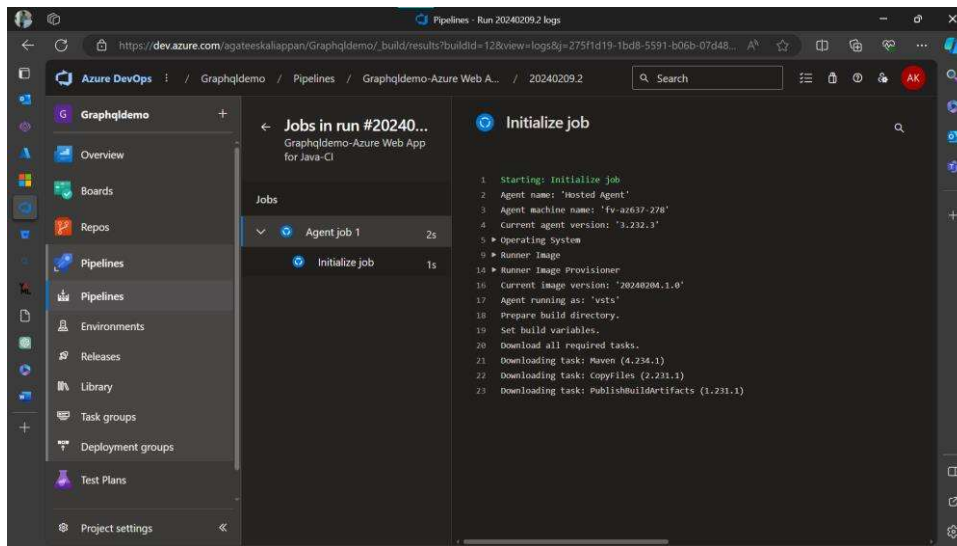 Pipelines - Run 20240209.2 logs
https://dev.azure.com/agateeskaliappan/Graphqldemo/_build/results?buildId=12&view=logs&j=275f1d19-1bd8-5591-b06b-07d48...
Azure DevOps / Graphqldemo / Pipelines / Graphqldemo-Azure Web A... / 20240209.2
Search
AK
G Graphqldemo +
Overview
Boards
Repos
Pipelines
Pipelines
Environments
Releases
Library
Task groups
Deployment groups
Test Plans
Project settings
Jobs in run #20240...
Graphqldemo-Azure Web App
for Java-CI
Jobs
Agent job 1 2s
Initialize job 1s
Initialize job
1 Starting: Initialize job
2 Agent name: 'Hosted Agent'
3 Agent machine name: 'fv-az637-278'
4 Current agent version: '3.232.3'
5 Operating System
9 Runner Image
14 Runner Image Provisioner
16 Current image version: '20240204.1.0'
17 Agent running as: 'vsts'
18 Prepare build directory.
19 Set build variables.
20 Download all required tasks.
21 Downloading task: Maven (4.234.1)
22 Downloading task: CopyFiles (2.231.1)
23 Downloading task: PublishBuildArtifacts (1.231.1)